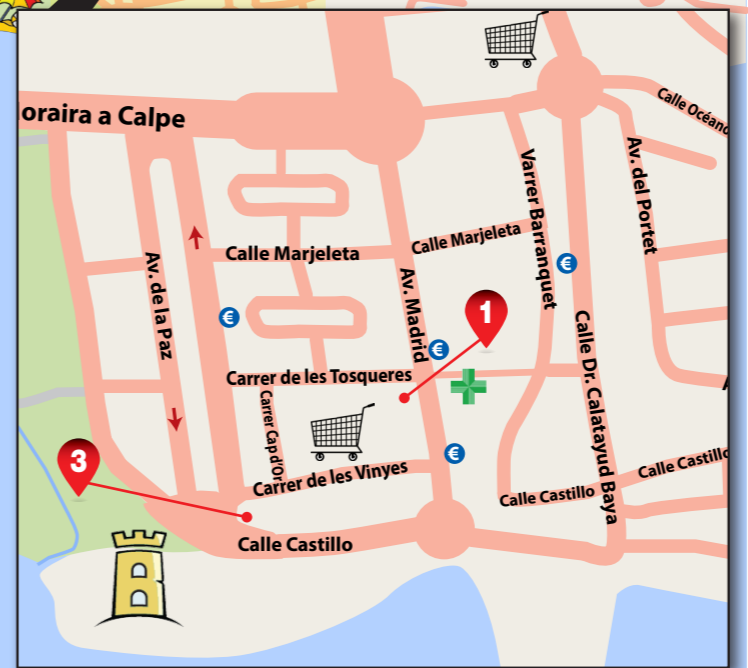 oraira a Calpe
Calle Océano
Av. del Portet
Varrer Barranquet
Calle Marjeleta
Calle Marjeleta
€
Av. de la Paz
Av. Madrid
€
1
€
Calle Dr. Calatayud Baya
Carrer de les Tosqueres
Carrer Cap d'Or
3
€
Carrer de les Vinyes
Calle Castillo
Calle Castillo
Calle Castillo